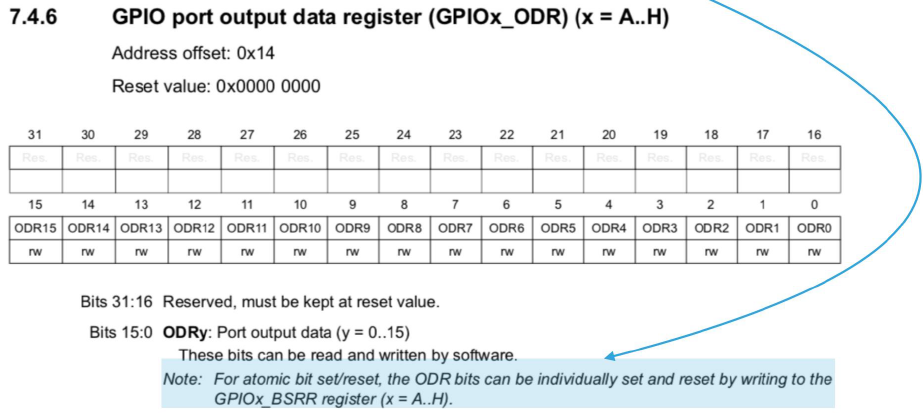 7.4.6 GPIO port output data register (GPIOx_ODR) (x = A..H)
Address offset: 0x14
Reset value: 0x0000 0000
31 30 29 28 27 26 25 24 23 22 21 20 19 18 17 16
Res. Res. Res. Res. Res. Res. Res. Res. Res. Res. Res. Res. Res. Res. Res. Res.
15 14 13 12 11 10 9 8 7 6 5 4 3 2 1 0
ODR15 ODR14 ODR13 ODR12 ODR11 ODR10 ODR9 ODR8 ODR7 ODR6 ODR5 ODR4 ODR3 ODR2 ODR1 ODR0
rw rw rw rw rw rw rw rw rw rw rw rw rw rw rw rw
Bits 31:16 Reserved, must be kept at reset value.
Bits 15:0 ODRy: Port output data (y = 0..15)
These bits can be read and written by software.
Note: For atomic bit set/reset, the ODR bits can be individually set and reset by writing to the
GPIOx_BSRR register (x = A..H).